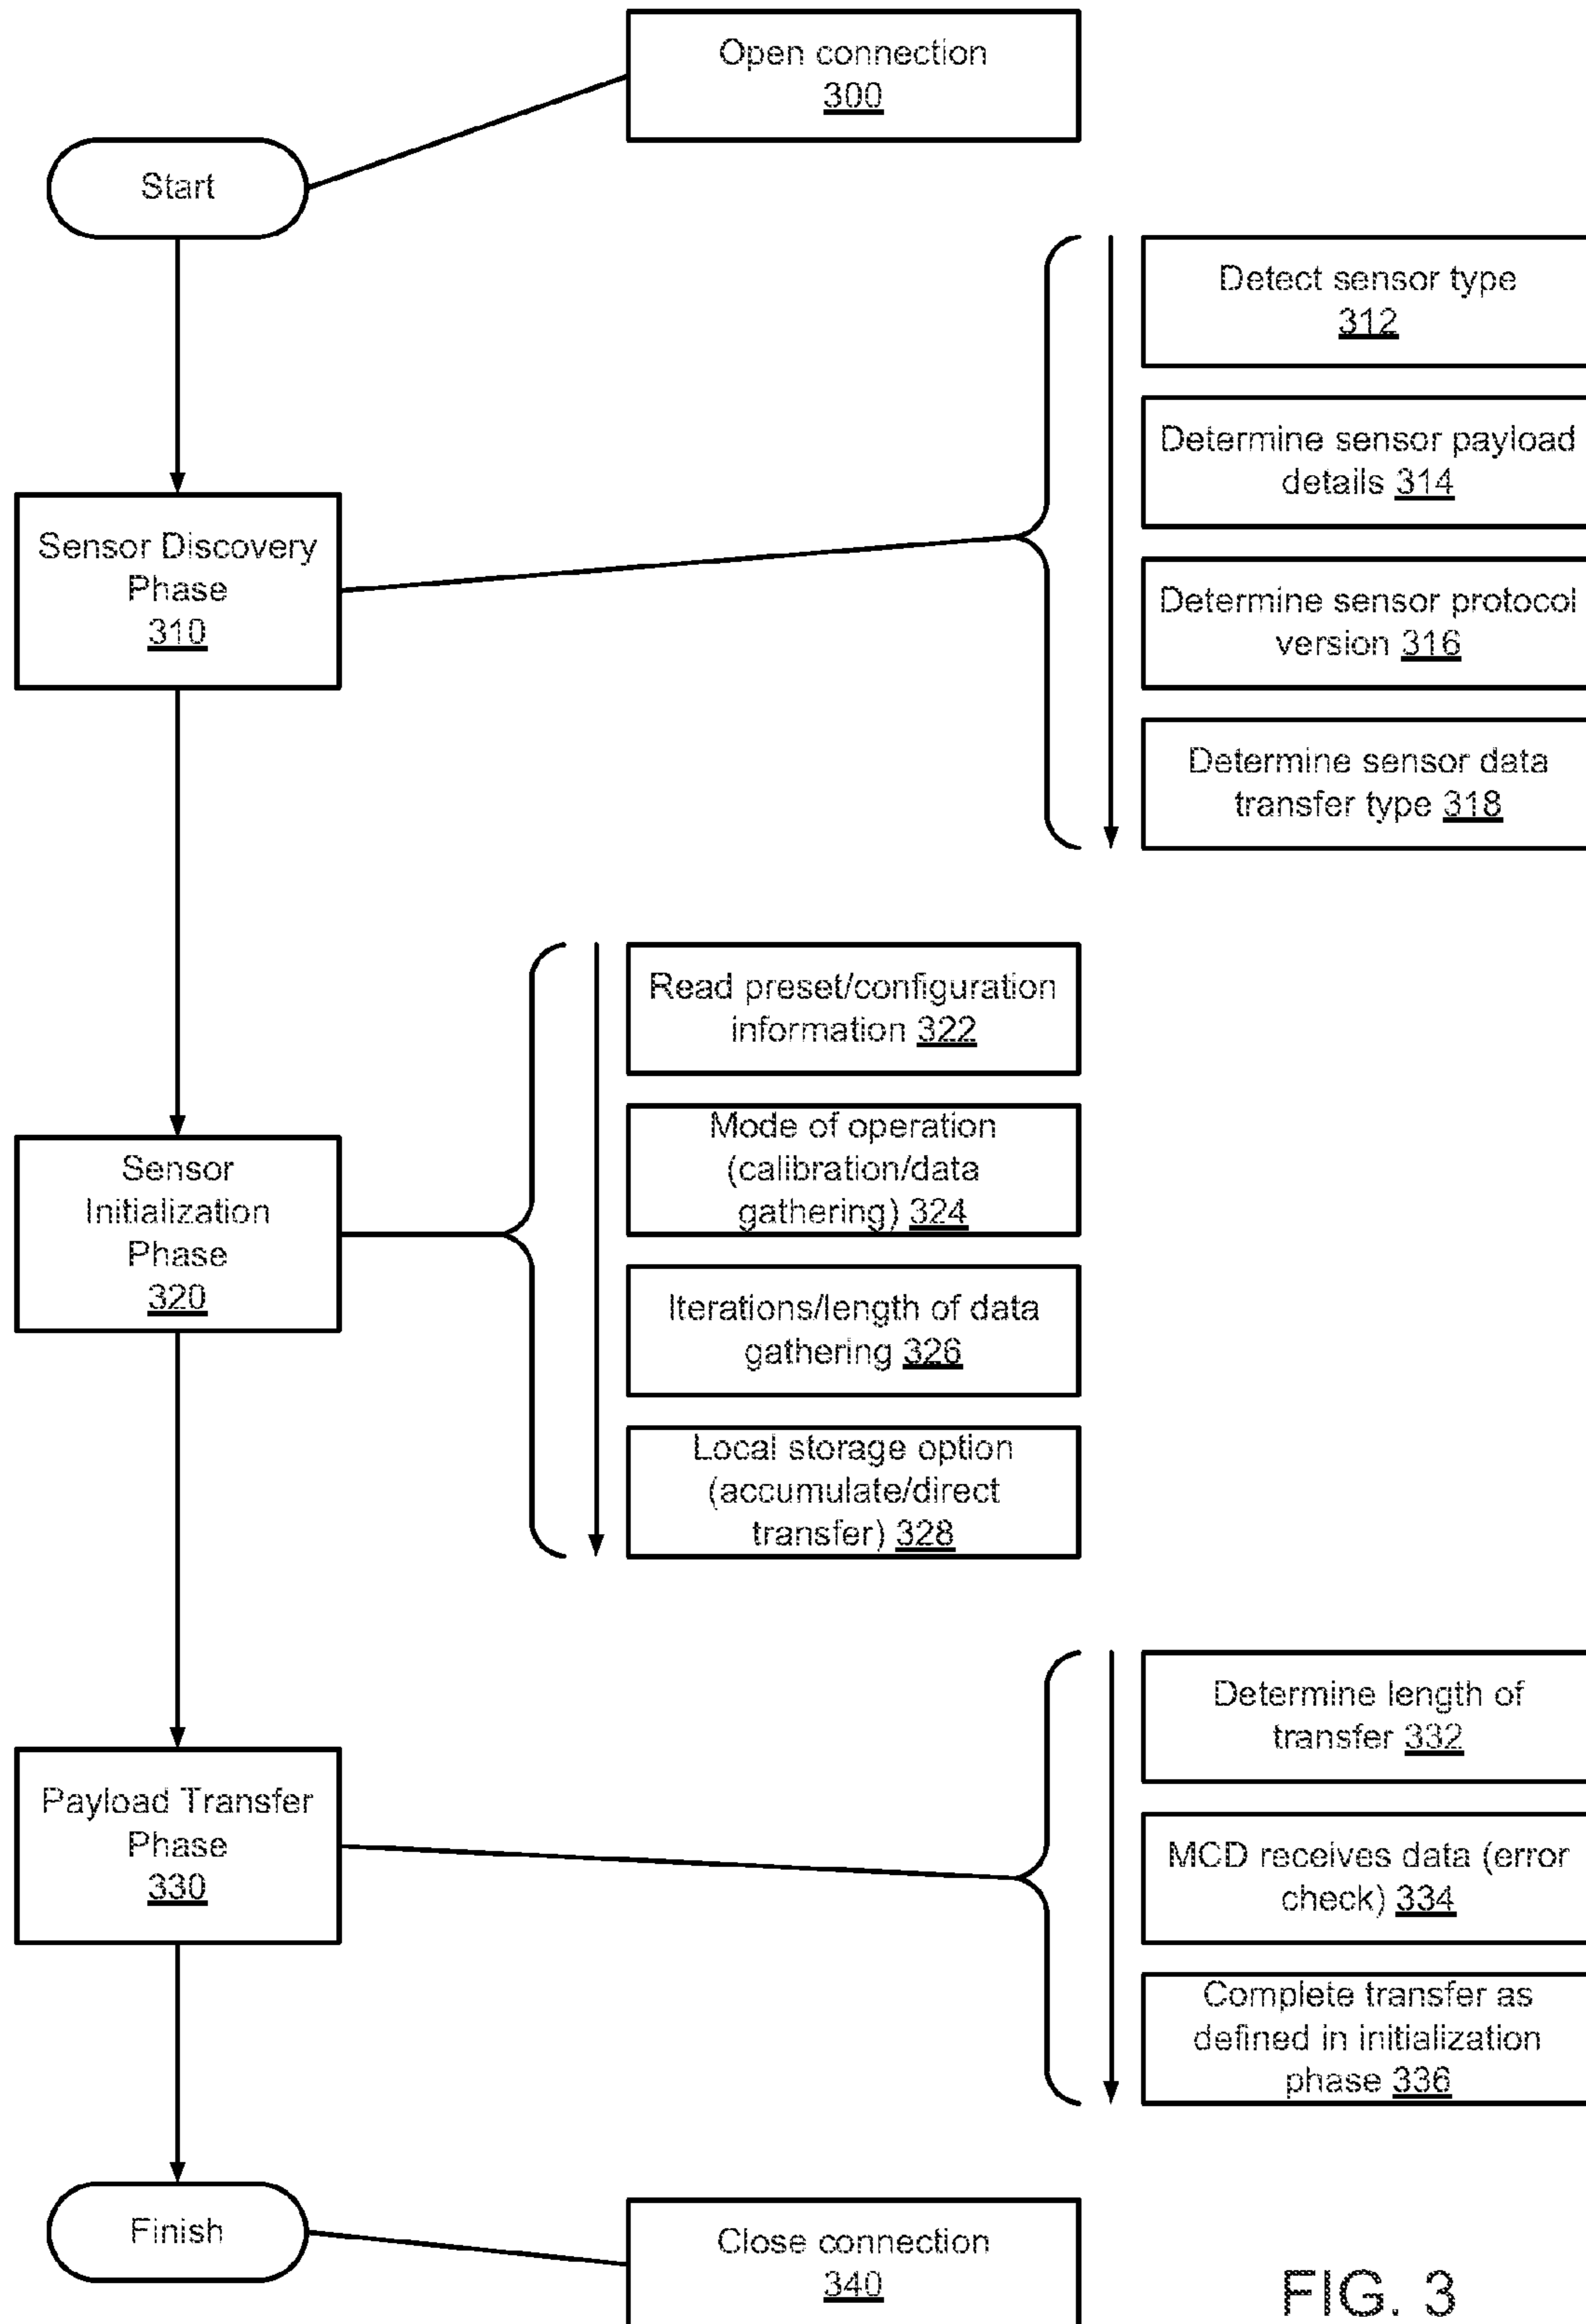 Open connection
300
Start
Detect sensor type
312
Determine sensor payload
details 314
Determine sensor protocol
version 316
Determine sensor data
transfer type 318
Sensor Discovery
Phase
310
Read preset/configuration
information 322
Mode of operation
(calibration/data
gathering) 324
Iterations/length of data
gathering 326
Local storage option
(accumulate/direct
transfer) 328
Sensor
Initialization
Phase
320
Determine length of
transfer 332
MCD receives data (error
check) 334
Complete transfer as
defined in initialization
phase 336
Payload Transfer
Phase
330
Finish
Close connection
340
FIG. 3